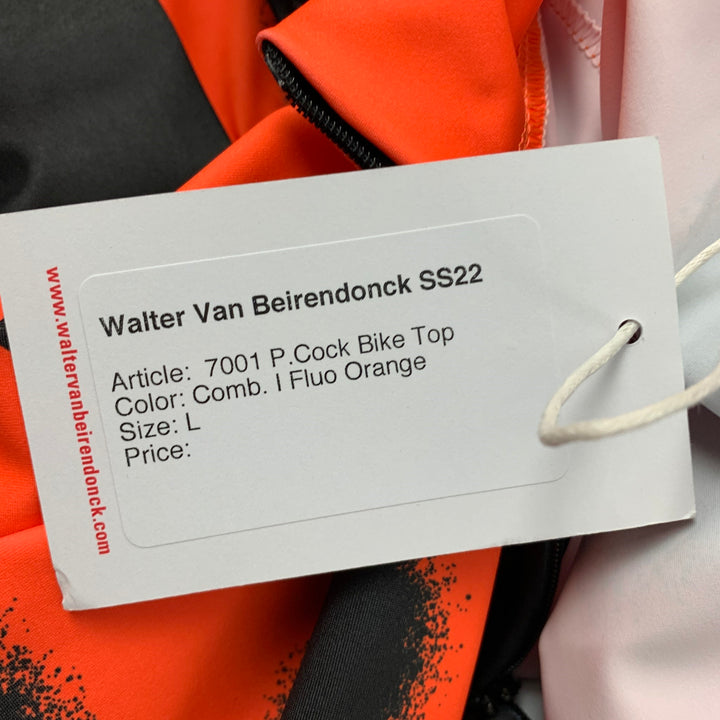 Walter Van Beirendonck SS22
Article: 7001 P.Cock Bike Top
Color: Comb. I Fluo Orange
Size: L
Price:
www.waltervanbeirendonck.com